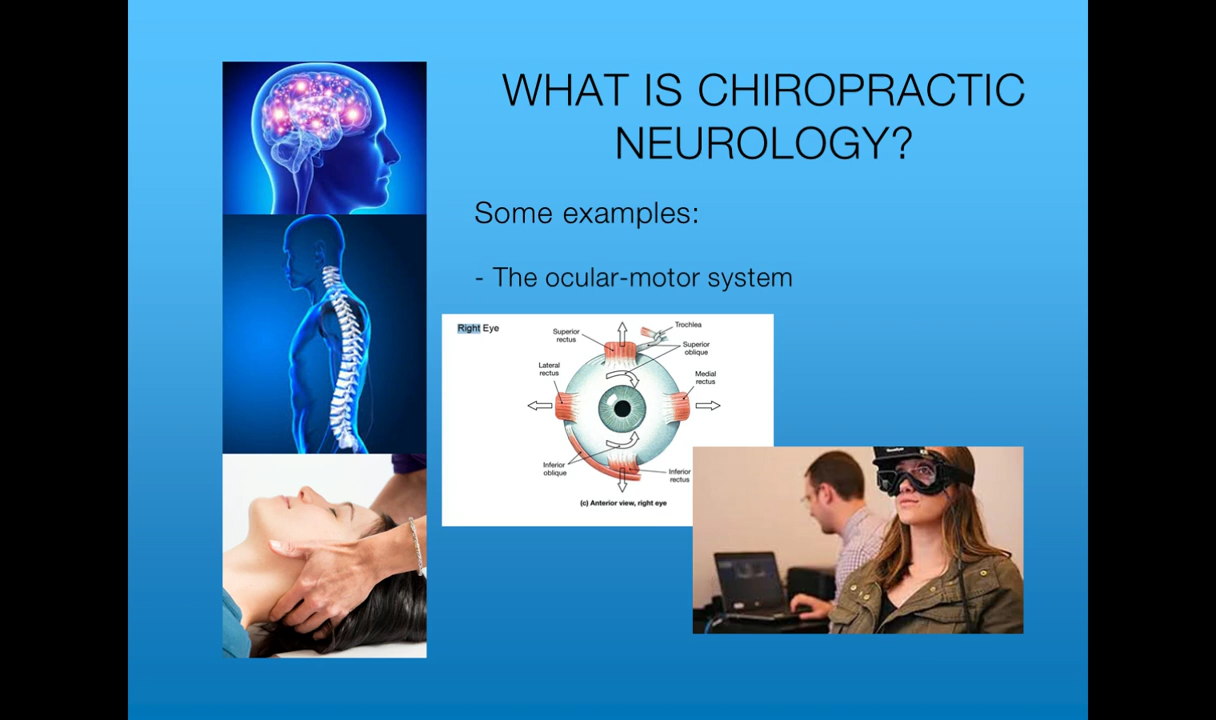 WHAT IS CHIROPRACTIC
NEUROLOGY?
Some examples:
- The ocular-motor system
Right Eye
Trochlea
Superior
rectus
Superior
oblique
Lateral
rectus
Medial
rectus
Inferior
oblique
Inferior
rectus
(c) Anterior view, right eye